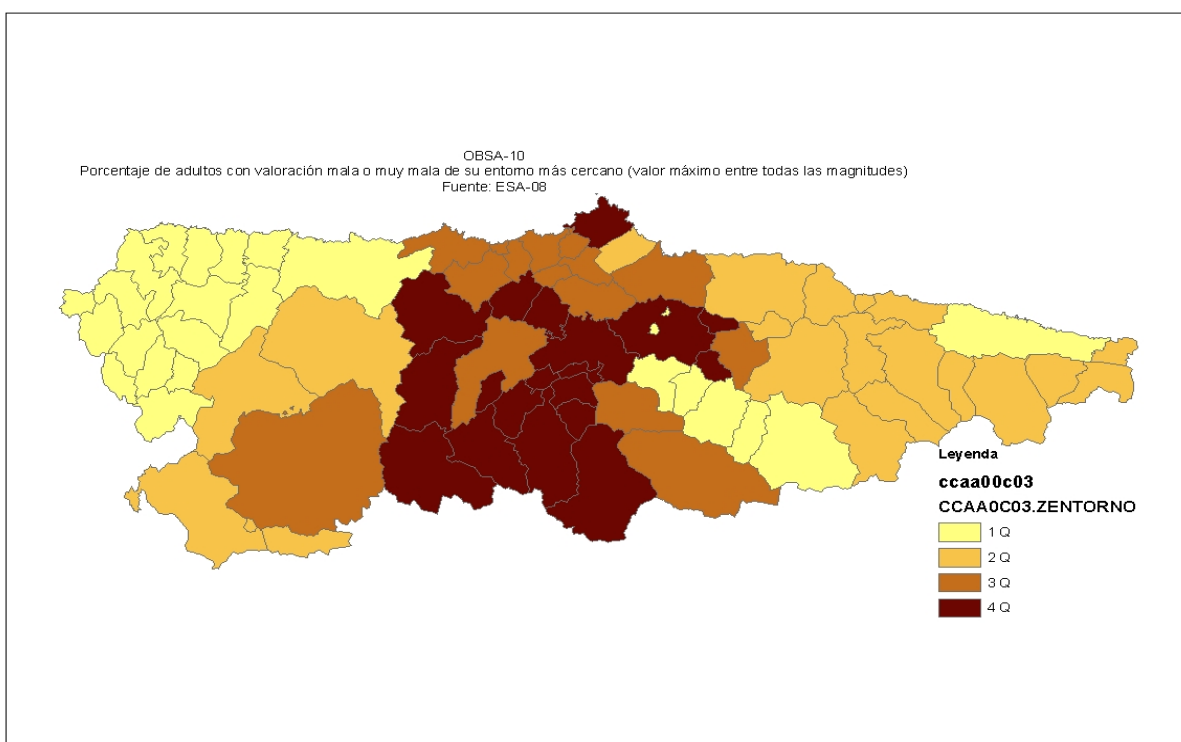 OBSA-10
Porcentaje de adultos con valoración mala o muy mala de su entorno más cercano (valor máximo entre todas las magnitudes)
Fuente: ESA-08
Leyenda
ccaa00c03
CCAA0C03.ZENTORNO
1 Q
2 Q
3 Q
4 Q